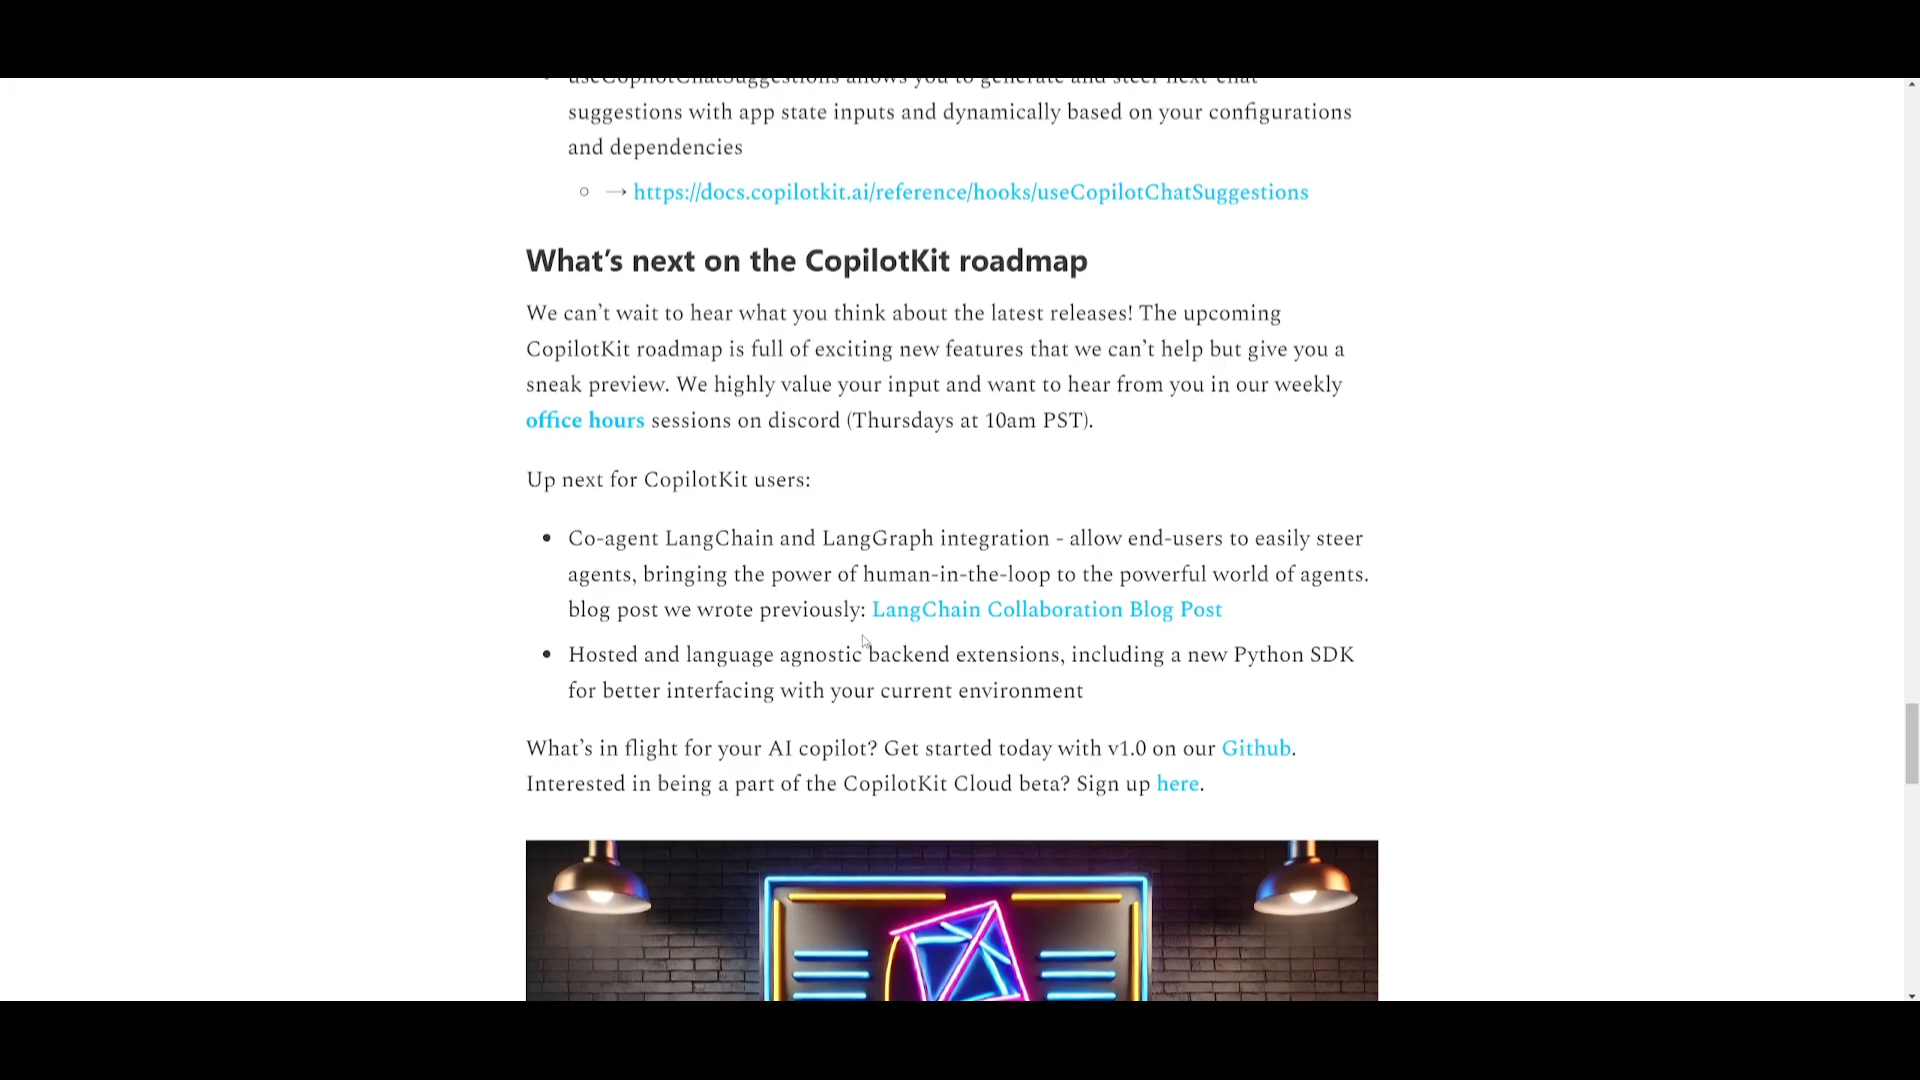 useCopilotChatSuggestions allows you to generate and steer next-chat
suggestions with app state inputs and dynamically based on your configurations
and dependencies
→ https://docs.copilotkit.ai/reference/hooks/useCopilotChatSuggestions
What’s next on the CopilotKit roadmap
We can’t wait to hear what you think about the latest releases! The upcoming
CopilotKit roadmap is full of exciting new features that we can’t help but give you a
sneak preview. We highly value your input and want to hear from you in our weekly
office hours sessions on discord (Thursdays at 10am PST).
Up next for CopilotKit users:
• Co-agent LangChain and LangGraph integration - allow end-users to easily steer
agents, bringing the power of human-in-the-loop to the powerful world of agents.
blog post we wrote previously: LangChain Collaboration Blog Post
• Hosted and language agnostic backend extensions, including a new Python SDK
for better interfacing with your current environment
What’s in flight for your AI copilot? Get started today with v1.0 on our Github.
Interested in being a part of the CopilotKit Cloud beta? Sign up here.